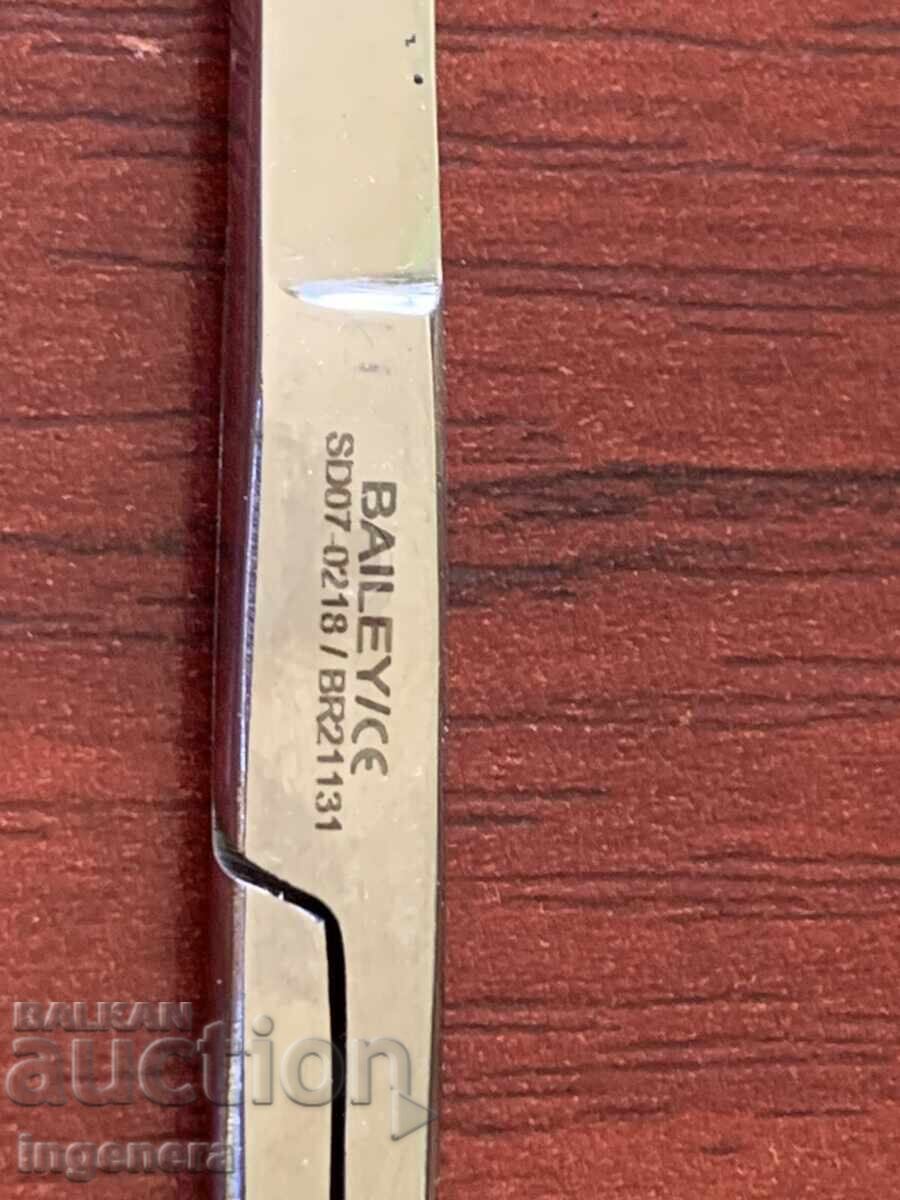 BAILEY/CE
SD07-0218 / BR21131
BALKAN
auction
ingenera